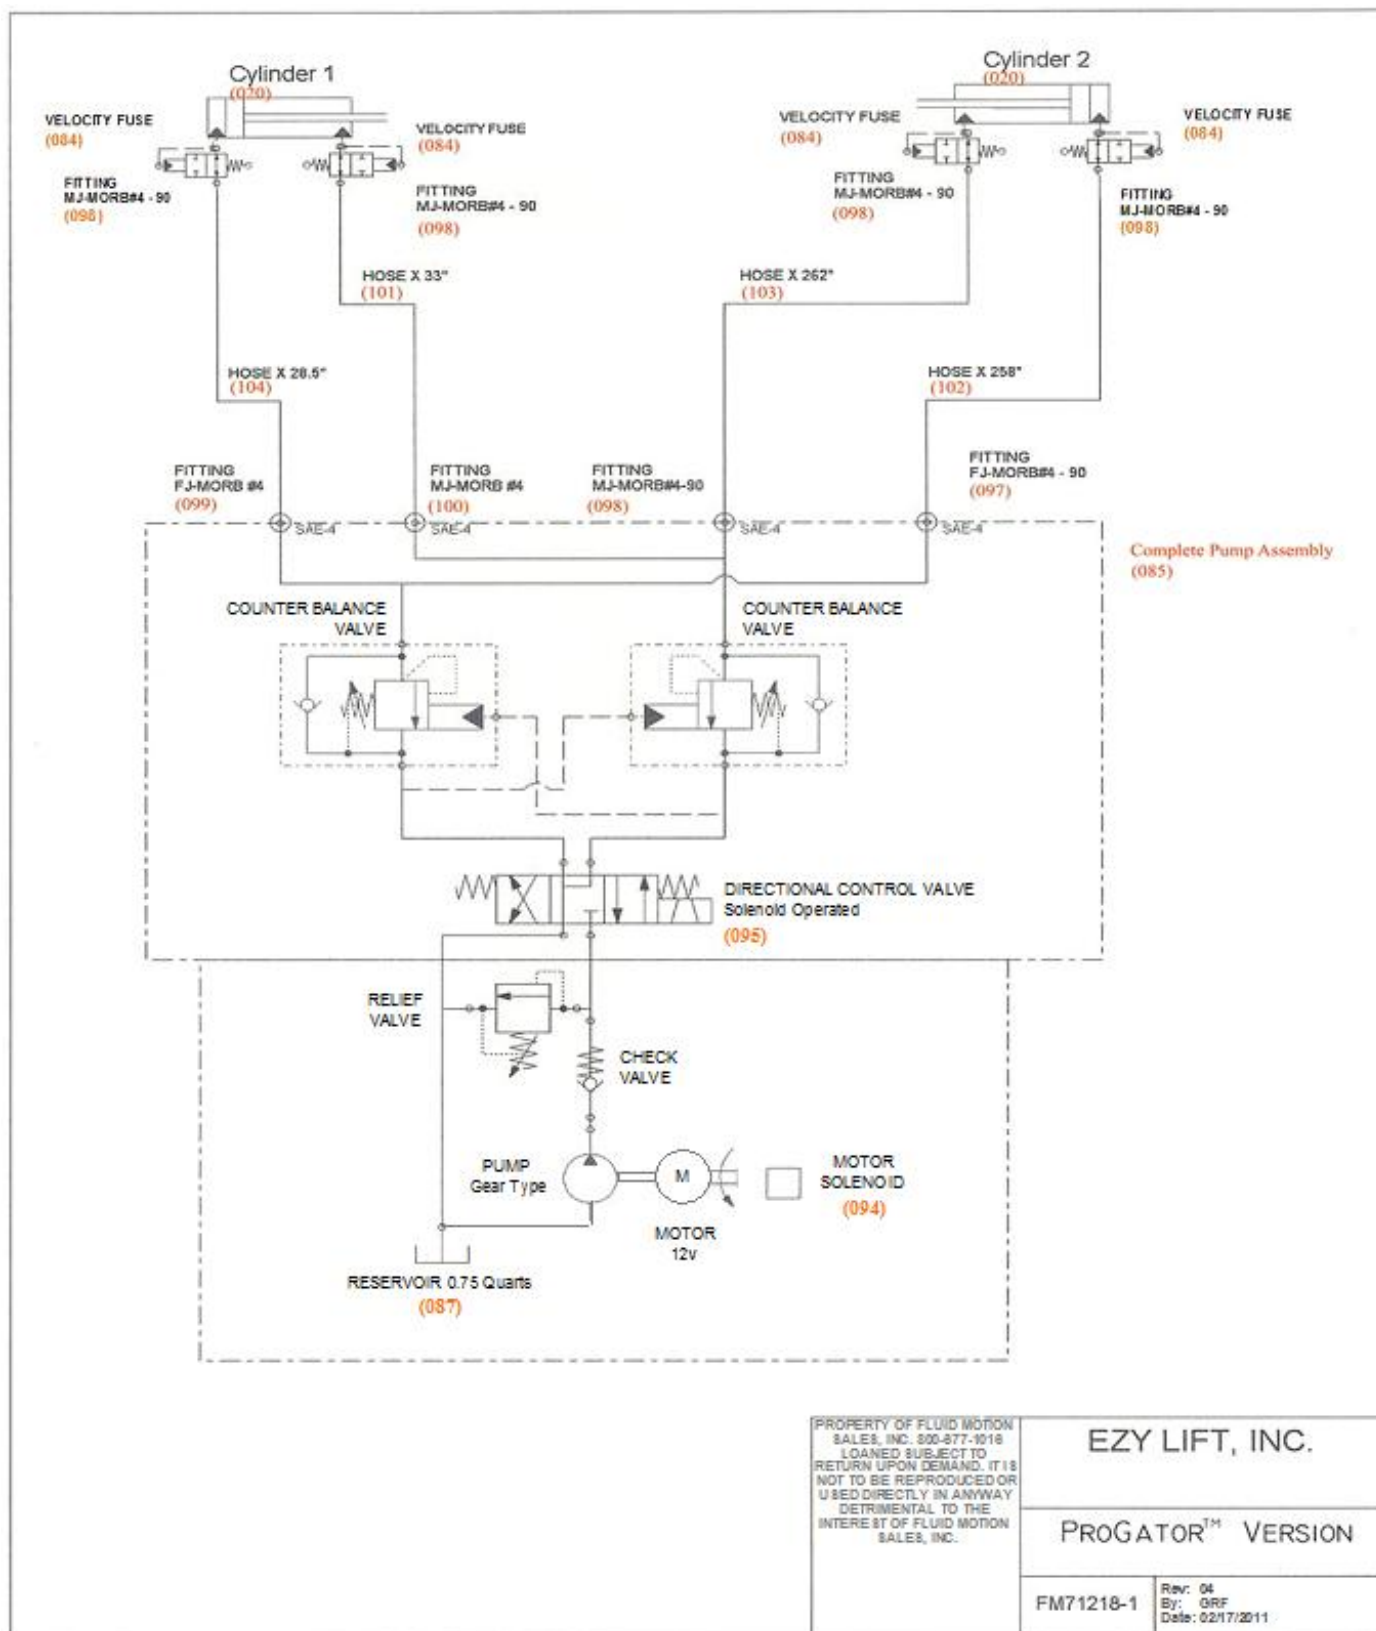 Cylinder 1
(020)
Cylinder 2
(020)
VELOCITY FUSE
(084)
VELOCITY FUSE
(084)
VELOCITY FUSE
(084)
VELOCITY FUSE
(084)
FITTING
MJ-MORB#4 - 90
(098)
FITTING
MJ-MORB#4 - 90
(098)
FITTING
MJ-MORB#4 - 90
(098)
FITTING
MJ-MORB#4 - 90
(098)
HOSE X 33"
(101)
HOSE X 262"
(103)
HOSE X 28.5"
(104)
HOSE X 258"
(102)
FITTING
FJ-MORB #4
(099)
FITTING
MJ-MORB #4
(100)
FITTING
MJ-MORB#4-90
(098)
FITTING
FJ-MORB#4 - 90
(097)
SAE-4
SAE-4
SAE-4
SAE-4
Complete Pump Assembly
(085)
COUNTER BALANCE
VALVE
COUNTER BALANCE
VALVE
DIRECTIONAL CONTROL VALVE
Solenoid Operated
(095)
RELIEF
VALVE
CHECK
VALVE
PUMP
Gear Type
M
MOTOR
12v
MOTOR
SOLENOID
(094)
RESERVOIR 0.75 Quarts
(087)
PROPERTY OF FLUID MOTION
SALES, INC. 800-677-1016
LOANED SUBJECT TO
RETURN UPON DEMAND. IT IS
NOT TO BE REPRODUCED OR
USED DIRECTLY IN ANYWAY
DETRIMENTAL TO THE
INTEREST OF FLUID MOTION
SALES, INC.
EZY LIFT, INC.
PROGATOR™ VERSION
FM71218-1
Rev: 04
By: GRF
Date: 02/17/2011